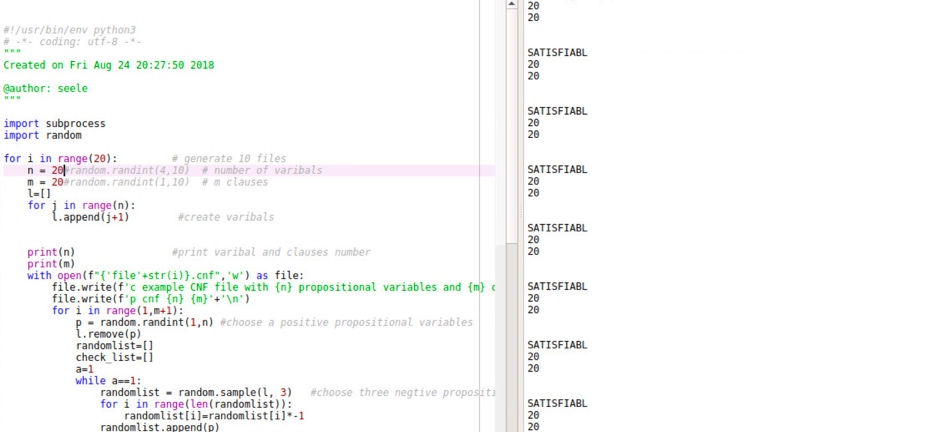 #!/usr/bin/env python3
# -*- coding: utf-8 -*-
"""
Created on Fri Aug 24 20:27:50 2018
@author: seele
"""
import subprocess
import random
for i in range(20):         # generate 10 files
    n = 20#random.randint(4,10)  # number of varibals
    m = 20#random.randint(1,10)  # m clauses
    l=[]
    for j in range(n):
        l.append(j+1)        #create varibals
    print(n)                #print varibal and clauses number
    print(m)
    with open(f"{'file'+str(i)}.cnf",'w') as file:
        file.write(f'c example CNF file with {n} propositional variables and {m} c
        file.write(f'p cnf {n} {m}'+'\n')
        for i in range(1,m+1):
            p = random.randint(1,n) #choose a positive propositional variables
            l.remove(p)
            randomlist=[]
            check_list=[]
            a=1
            while a==1:
                randomlist = random.sample(l, 3)   #choose three negtive propositi
                for i in range(len(randomlist)):
                    randomlist[i]=randomlist[i]*-1
                randomlist.append(p)
20
20
SATISFIABL
20
20
SATISFIABL
20
20
SATISFIABL
20
20
SATISFIABL
20
20
SATISFIABL
20
20
SATISFIABL
20
20
SATISFIABL
20
20